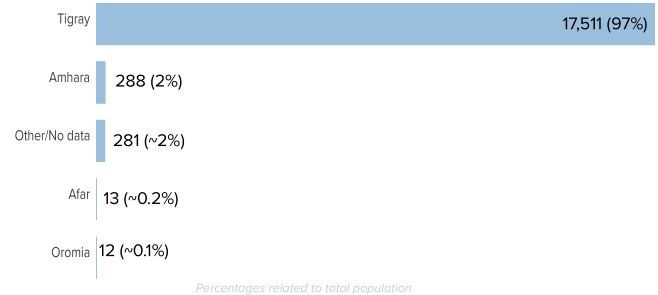 Tigray 17,511 (97%)
Amhara 288 (2%)
Other/No data 281 (~2%)
Afar 13 (~0.2%)
Oromia 12 (~0.1%)
Percentages related to total population